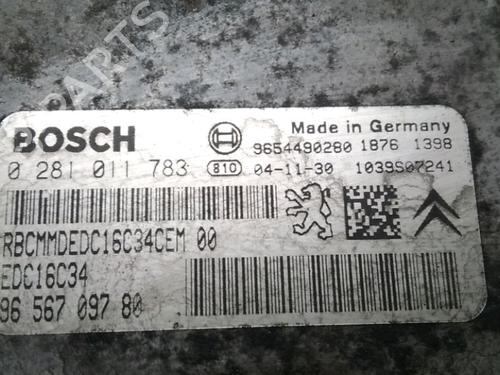 BOSCH
Made in Germany
9654490280 1876 1398
0 281 011 783 810 04-11-30 1039S07241
RBCMMDEDC16C34CEM 00
EDC16C34
96 567 097 80
PARTS